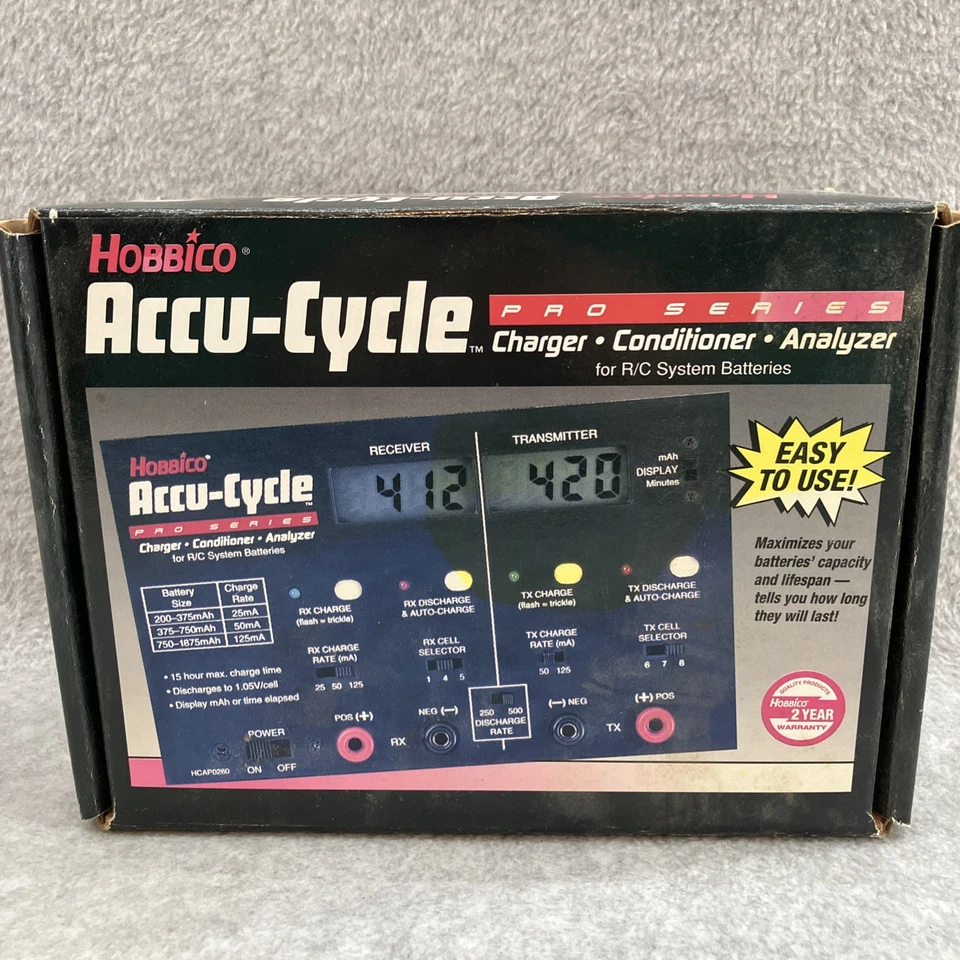 Accu-Cycle Hobbico
HOBBICO®
ACCU-Cycle™
PRO SERIES
Charger • Conditioner • Analyzer
for R/C System Batteries
HOBBICO
ACCU-Cycle™
PRO SERIES
Charger • Conditioner • Analyzer
for R/C System Batteries
RECEIVER
412
TRANSMITTER
420
mAh
DISPLAY
Minutes
Battery Size Charge Rate
200–375mAh 25mA
375–750mAh 50mA
750–1875mAh 125mA
• 15 hour max. charge time
• Discharges to 1.05V/cell
• Display mAh or time elapsed
RX CHARGE
(flash = trickle)
RX DISCHARGE
& AUTO-CHARGE
TX CHARGE
(flash = trickle)
TX DISCHARGE
& AUTO-CHARGE
RX CHARGE
RATE (mA)
25 50 125
RX CELL
SELECTOR
1 4 5
TX CHARGE
RATE (mA)
50 125
TX CELL
SELECTOR
6 7 8
250 500
DISCHARGE
RATE
POWER
ON OFF
HCAP0260
POS (+)
RX
NEG (—)
(—) NEG
TX
(+) POS
EASY
TO USE!
Maximizes your
batteries' capacity
and lifespan —
tells you how long
they will last!
QUALITY PRODUCTS
Hobbico
2 YEAR
WARRANTY